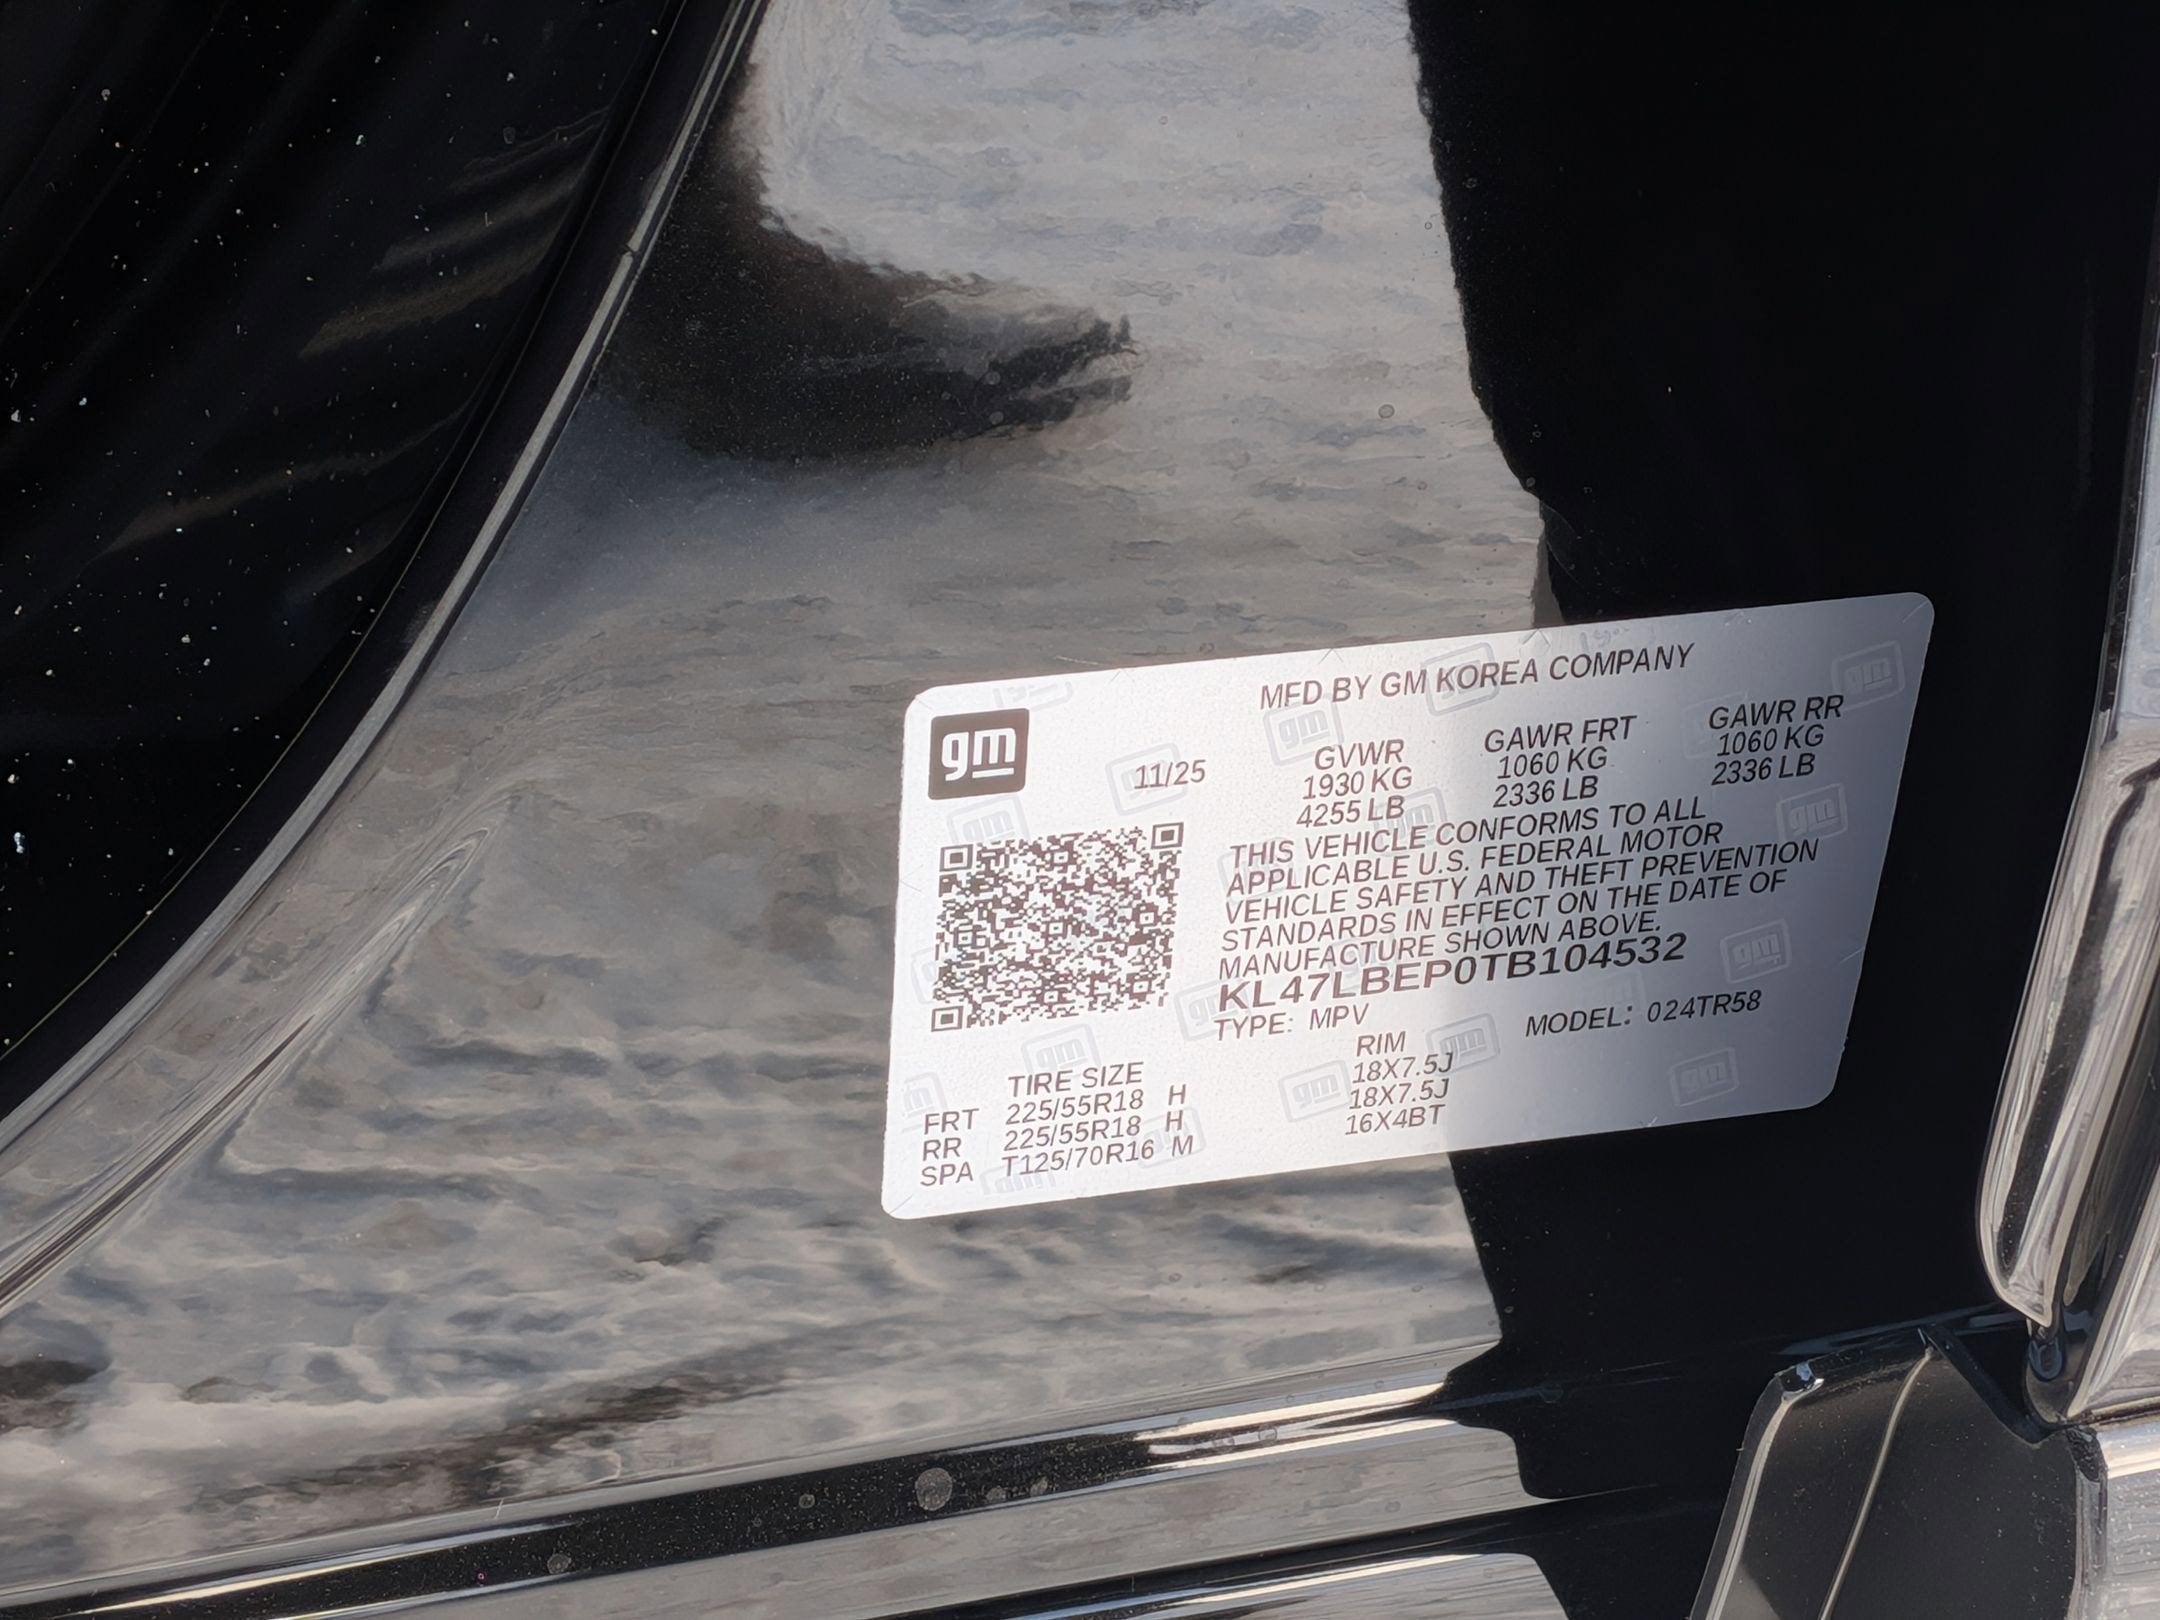 MFD BY GM KOREA COMPANY
gm
11/25
GVWR GAWR FRT GAWR RR
1930 KG 1060 KG 1060 KG
4255 LB 2336 LB 2336 LB
THIS VEHICLE CONFORMS TO ALL
APPLICABLE U.S. FEDERAL MOTOR
VEHICLE SAFETY AND THEFT PREVENTION
STANDARDS IN EFFECT ON THE DATE OF
MANUFACTURE SHOWN ABOVE.
KL47LBEP0TB104532
TYPE: MPV MODEL: 024TR58
TIRE SIZE RIM
FRT 225/55R18 H 18X7.5J
RR 225/55R18 H 18X7.5J
SPA T125/70R16 M 16X4BT